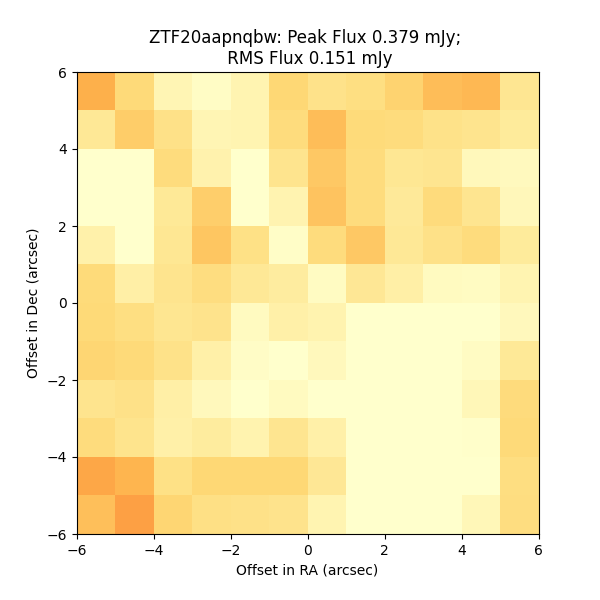 ZTF20aapnqbw: Peak Flux 0.379 mJy;
RMS Flux 0.151 mJy
6
4
2
0
−2
−4
−6
Offset in Dec (arcsec)
−6 −4 −2 0 2 4 6
Offset in RA (arcsec)